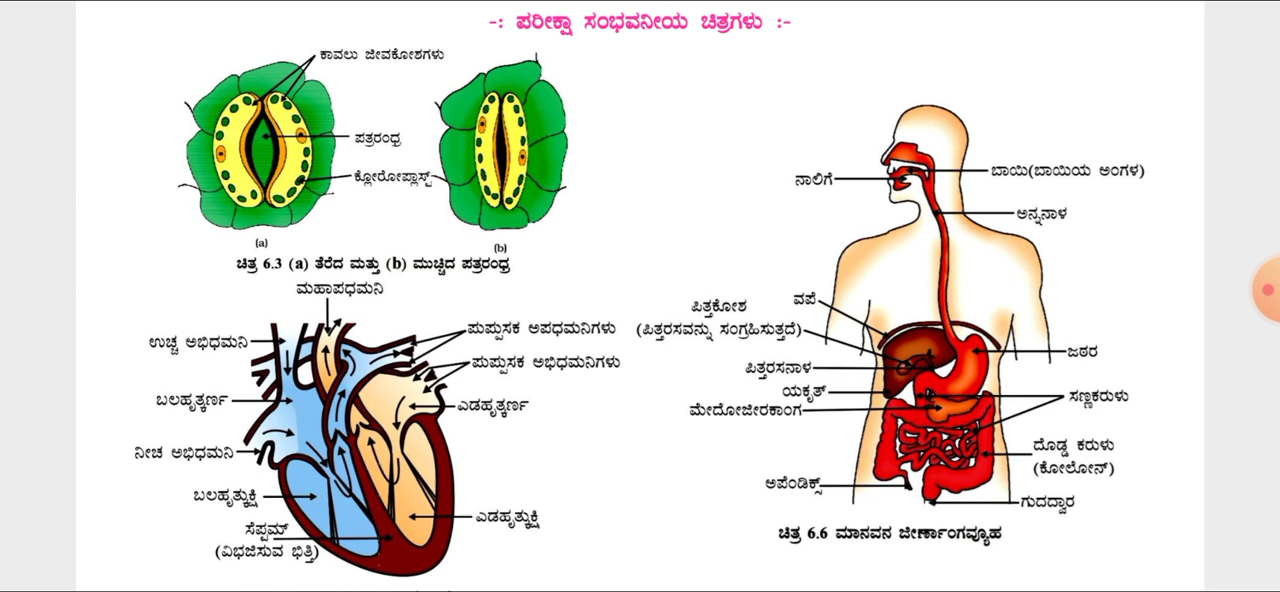 -: ಪರೀಕ್ಷಾ ಸಂಭವನೀಯ ಚಿತ್ರಗಳು :-
ಕಾವಲು ಜೀವಕೋಶಗಳು
ಪತ್ರರಂಧ್ರ
ಕ್ಲೋರೋಪ್ಲಾಸ್ಟ್
(a)
(b)
ಚಿತ್ರ 6.3 (a) ತೆರೆದ ಮತ್ತು (b) ಮುಚ್ಚಿದ ಪತ್ರರಂಧ್ರ
ಮಹಾಪಧಮನಿ
ಉಚ್ಚ ಅಭಿಧಮನಿ
ಪುಪ್ಪುಸಕ ಅಪಧಮನಿಗಳು
ಪುಪ್ಪುಸಕ ಅಭಿಧಮನಿಗಳು
ಬಲಹೃತ್ಕರ್ಣ
ಎಡಹೃತ್ಕರ್ಣ
ನೀಚ ಅಭಿಧಮನಿ
ಬಲಹೃತ್ಕುಕ್ಷಿ
ಎಡಹೃತ್ಕುಕ್ಷಿ
ಸೆಪ್ಟಮ್
(ವಿಭಜಿಸುವ ಭಿತ್ತಿ)
ನಾಲಿಗೆ
ಬಾಯಿ(ಬಾಯಿಯ ಅಂಗಳ)
ಅನ್ನನಾಳ
ವಪೆ
ಪಿತ್ತಕೋಶ
(ಪಿತ್ತರಸವನ್ನು ಸಂಗ್ರಹಿಸುತ್ತದೆ)
ಜಠರ
ಪಿತ್ತರಸನಾಳ
ಯಕೃತ್
ಸಣ್ಣಕರುಳು
ಮೇದೋಜೀರಕಾಂಗ
ದೊಡ್ಡ ಕರುಳು
(ಕೋಲೋನ್)
ಅಪೆಂಡಿಕ್ಸ್
ಗುದದ್ವಾರ
ಚಿತ್ರ 6.6 ಮಾನವನ ಜೀರ್ಣಾಂಗವ್ಯೂಹ